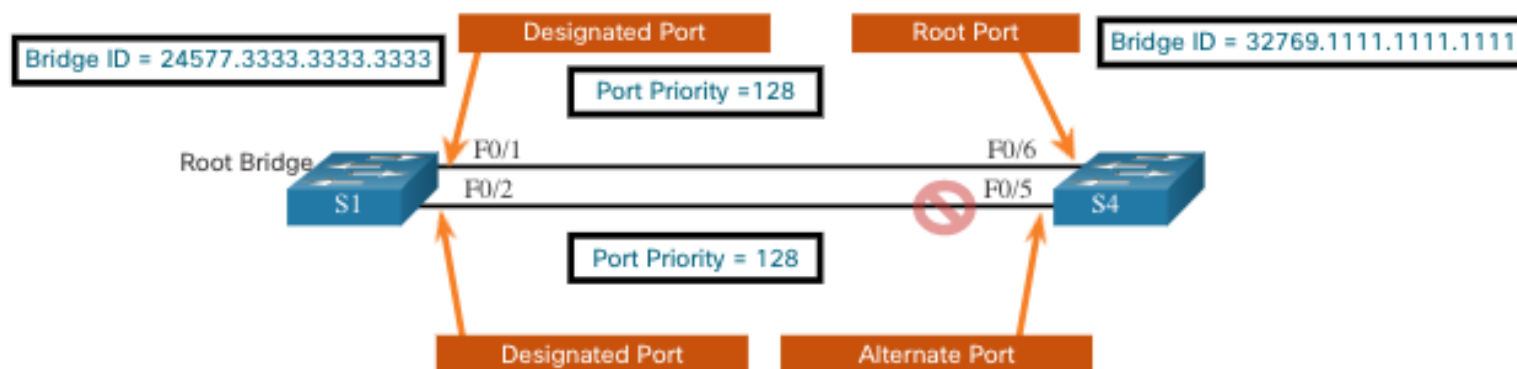 Designated Port
Root Port
Bridge ID = 24577.3333.3333.3333
Bridge ID = 32769.1111.1111.1111
Port Priority =128
Root Bridge
F0/1
F0/6
F0/2
F0/5
S1
S4
Port Priority = 128
Designated Port
Alternate Port